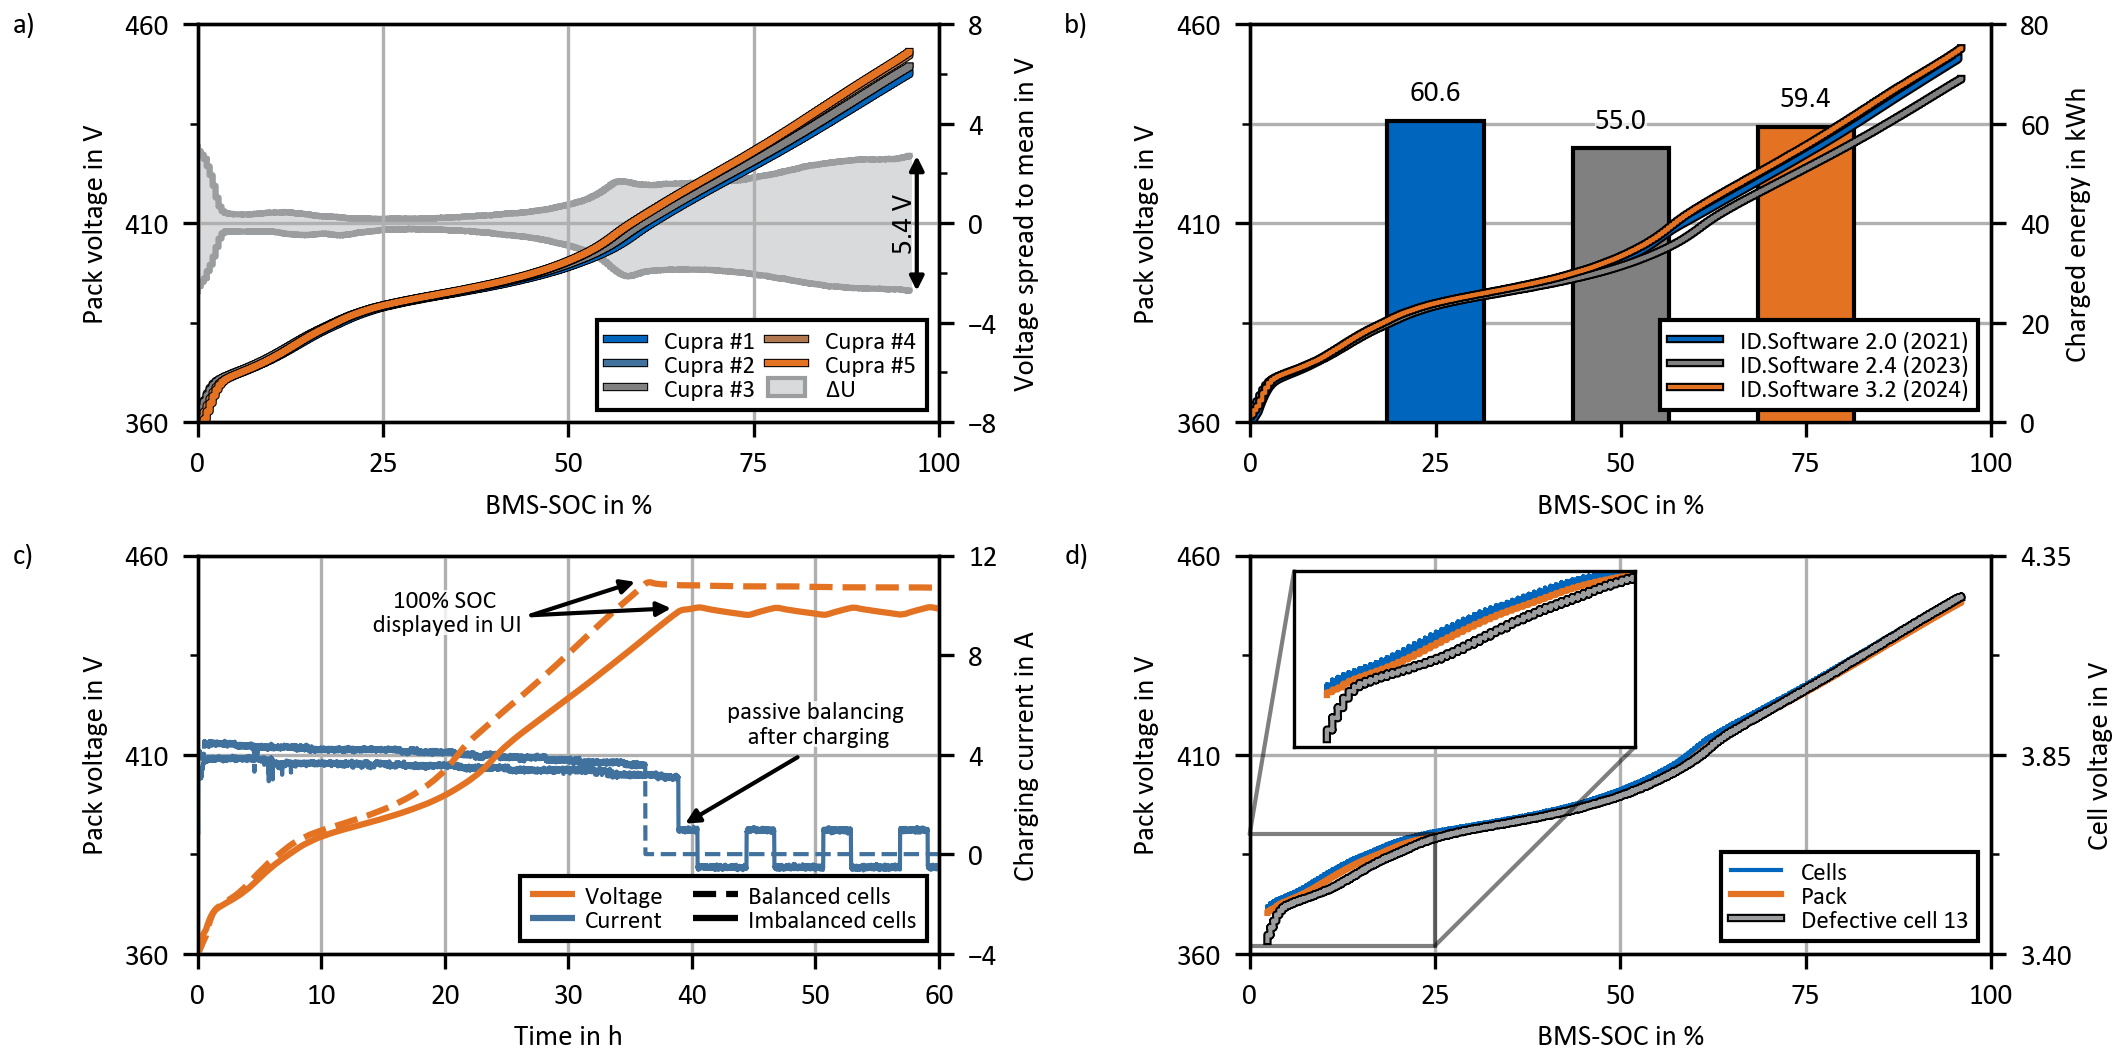 a)
460
410
360
Pack voltage in V
0
25
50
75
100
BMS-SOC in %
8
4
0
−4
−8
Voltage spread to mean in V
5.4 V
Cupra #1
Cupra #2
Cupra #3
Cupra #4
Cupra #5
ΔU
b)
460
410
360
Pack voltage in V
60.6
55.0
59.4
0
25
50
75
100
BMS-SOC in %
80
60
40
20
0
Charged energy in kWh
ID.Software 2.0 (2021)
ID.Software 2.4 (2023)
ID.Software 3.2 (2024)
c)
460
410
360
Pack voltage in V
100% SOC
displayed in UI
passive balancing
after charging
0
10
20
30
40
50
60
Time in h
12
8
4
0
−4
Charging current in A
Voltage
Current
Balanced cells
Imbalanced cells
d)
460
410
360
Pack voltage in V
0
25
50
75
100
BMS-SOC in %
4.35
3.85
3.40
Cell voltage in V
Cells
Pack
Defective cell 13